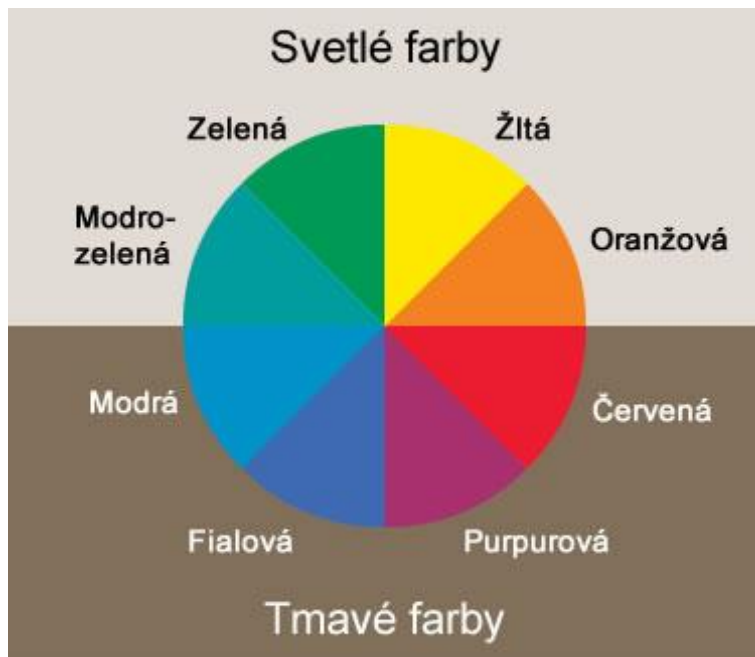 Svetlé farby
Zelená
Žltá
Modro-
zelená
Oranžová
Modrá
Červená
Fialová
Purpurová
Tmavé farby